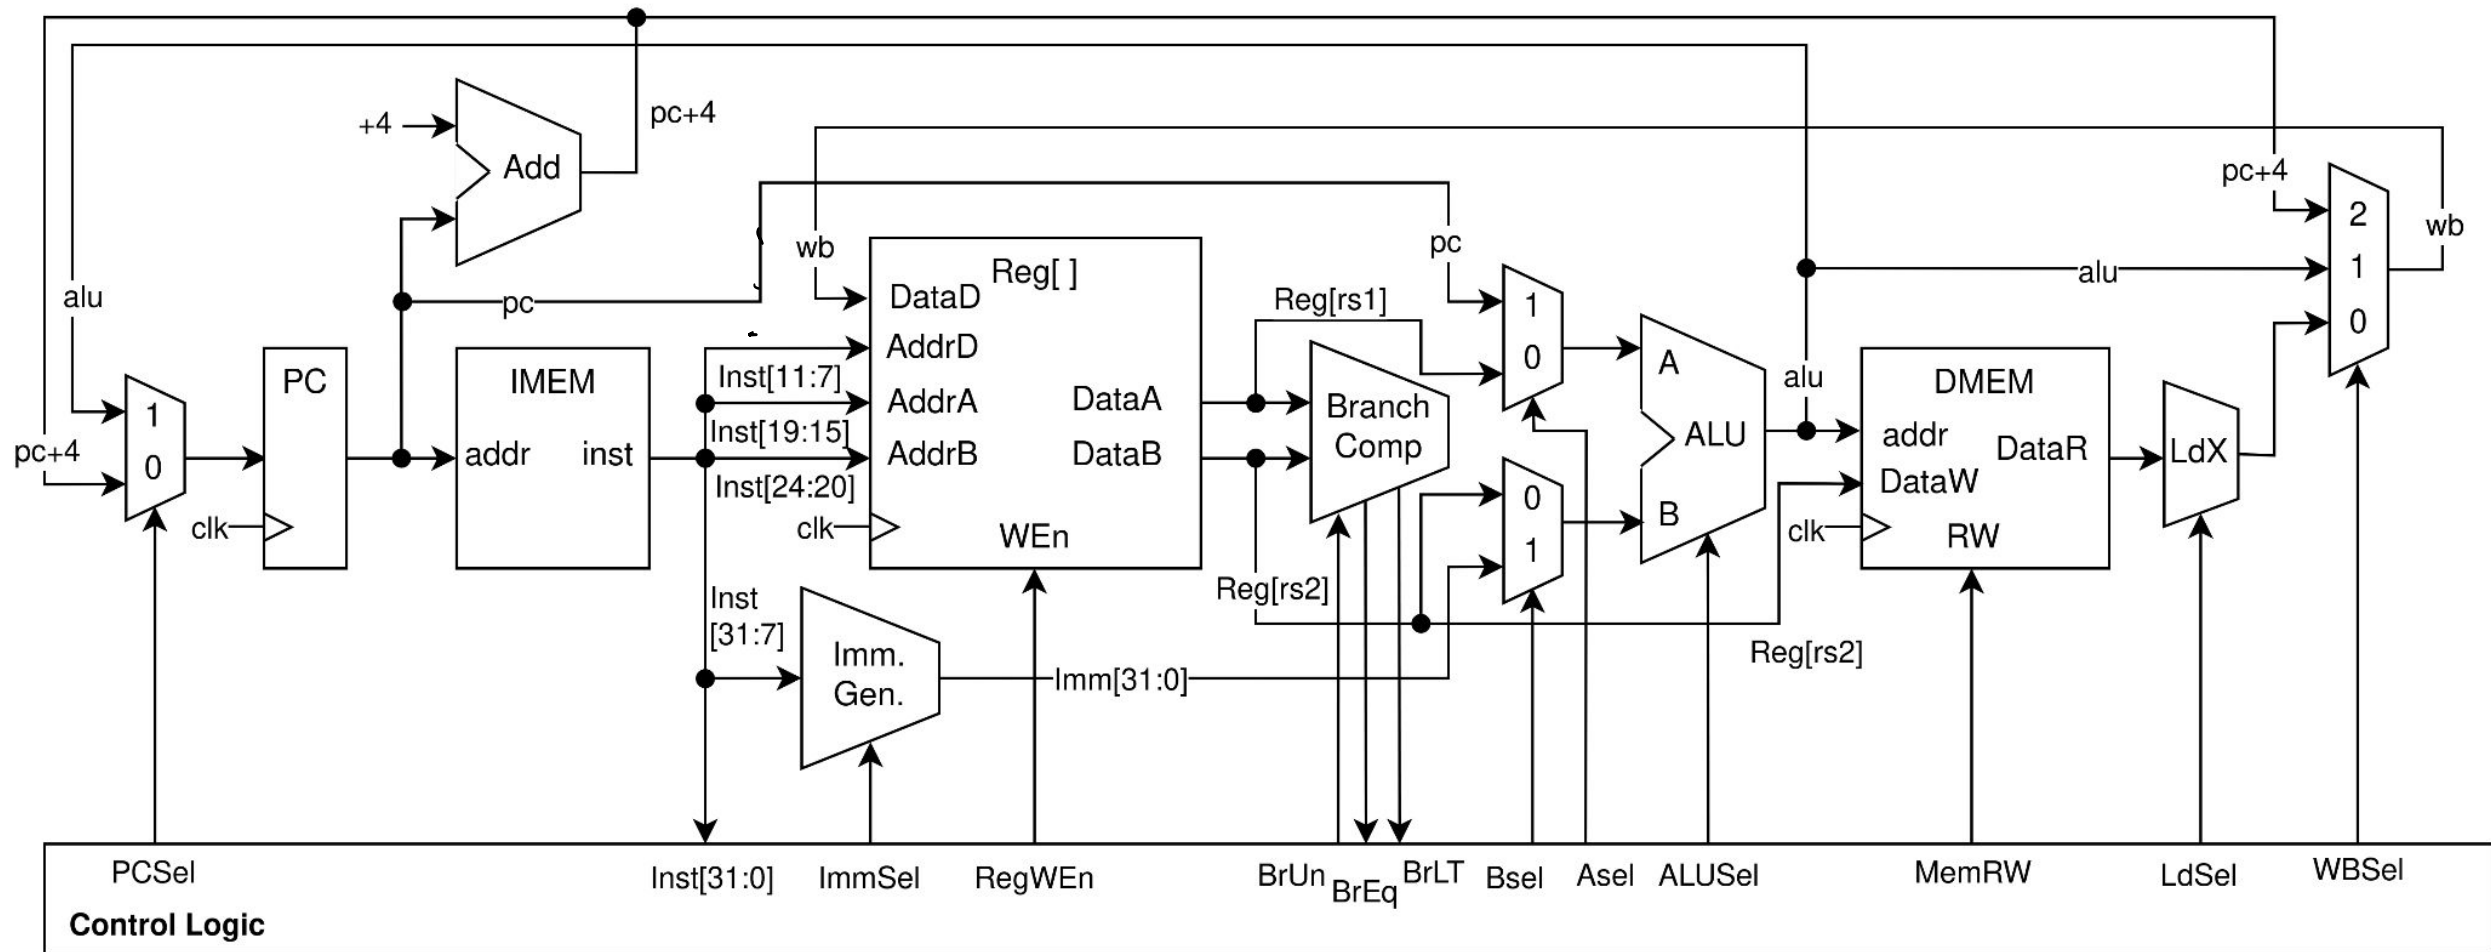 pc+4
+4
Add
pc+4
wb
pc
alu
pc
Reg[ ]
DataD
AddrD
AddrA
AddrB
DataA
DataB
WEn
clk
Reg[rs1]
1
0
2
1
0
wb
alu
alu
pc+4
1
0
PC
clk
IMEM
addr
inst
Inst[11:7]
Inst[19:15]
Inst[24:20]
Branch
Comp
A
ALU
B
0
1
DMEM
addr
DataR
DataW
RW
clk
LdX
Inst
[31:7]
Imm.
Gen.
Imm[31:0]
Reg[rs2]
Reg[rs2]
PCSel
Inst[31:0]
ImmSel
RegWEn
BrUn
BrEq
BrLT
Bsel
Asel
ALUSel
MemRW
LdSel
WBSel
Control Logic